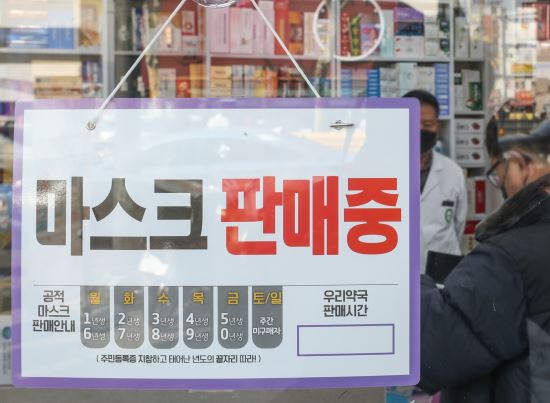 마스크 판매중
공적 마스크 판매안내
월 화 수 목 금 토/일
1년생 2년생 3년생 4년생 5년생 주간
6년생 7년생 8년생 9년생 0년생 미구매자
( 주민등록증 지참하고 태어난 년도의 끝자리 따라! )
우리약국
판매시간